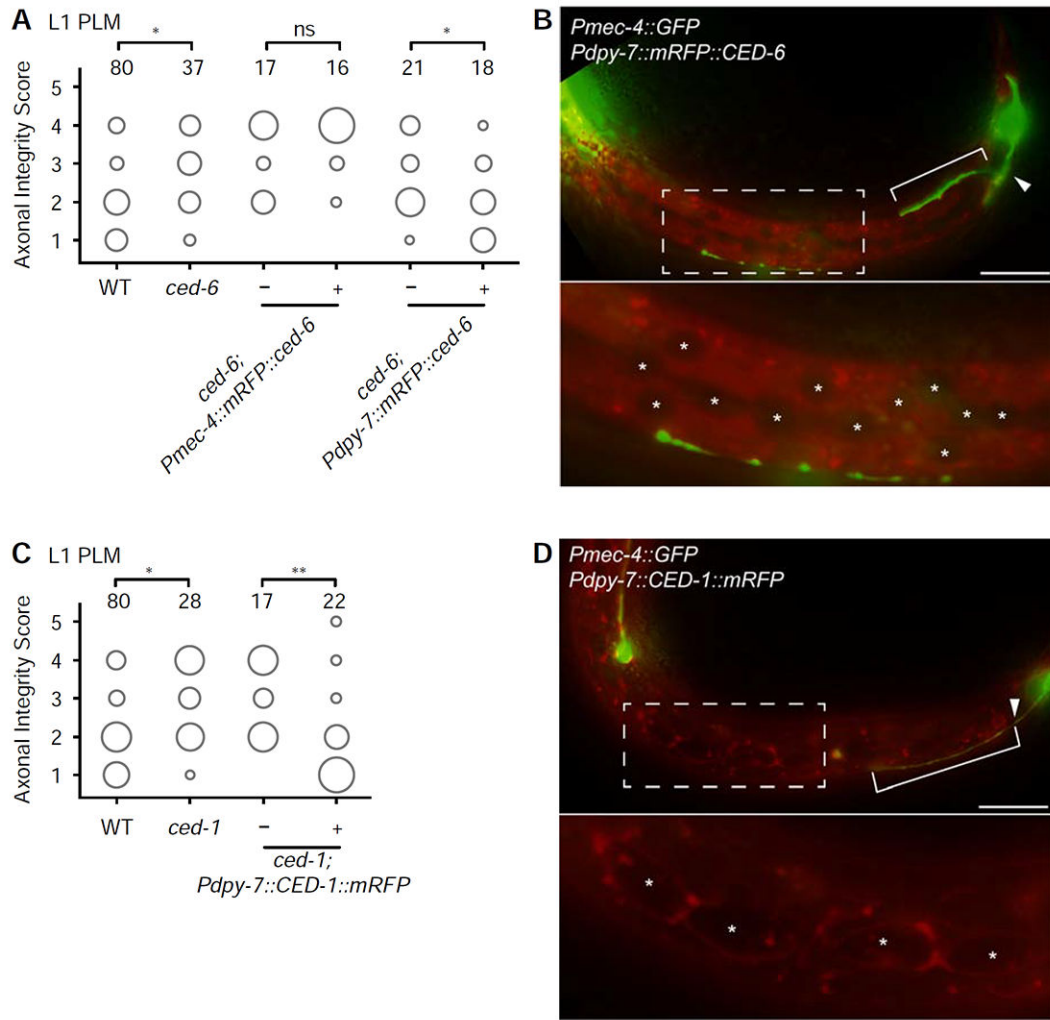 A L1 PLM
* ns *
80 37 17 16 21 18
Axonal Integrity Score
5
4
3
2
1
WT ced-6 − + − +
ced-6;
Pmec-4::mRFP::ced-6
ced-6;
Pdpy-7::mRFP::ced-6
B
Pmec-4::GFP
Pdpy-7::mRFP::CED-6
* * * * * * * * * * * *
C L1 PLM
* **
80 28 17 22
Axonal Integrity Score
5
4
3
2
1
WT ced-1 − +
ced-1;
Pdpy-7::CED-1::mRFP
D
Pmec-4::GFP
Pdpy-7::CED-1::mRFP
* * * *